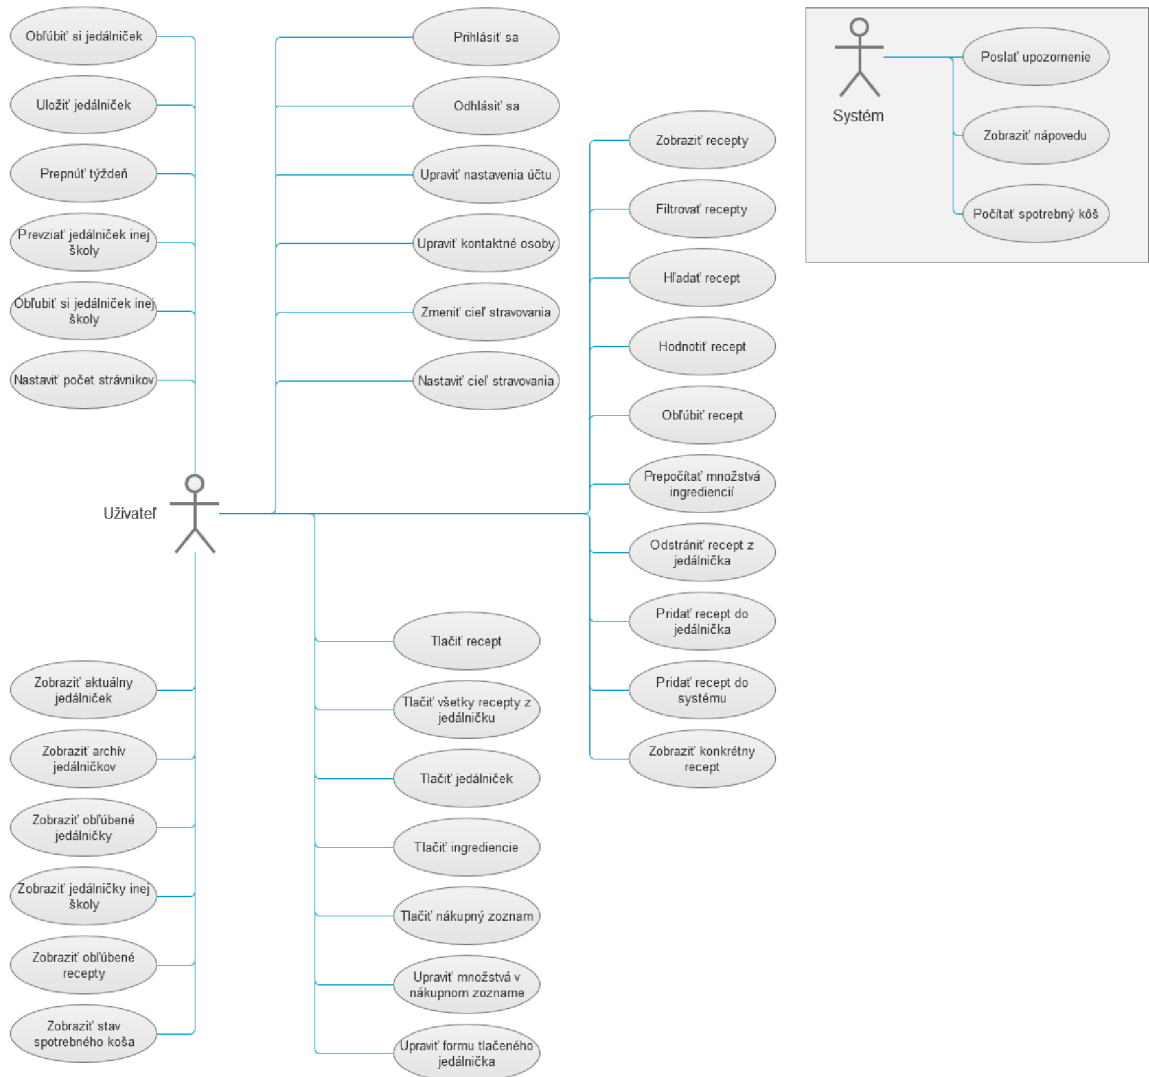 Obľúbiť si jedálniček
Uložiť jedálniček
Prepnúť týždeň
Prevziať jedálniček inej
školy
Obľubiť si jedálniček inej
školy
Nastaviť počet strávnikov
Prihlásiť sa
Odhlásiť sa
Upraviť nastavenia účtu
Upraviť kontaktné osoby
Zmeniť cieľ stravovania
Nastaviť cieľ stravovania
Zobraziť recepty
Filtrovať recepty
Hľadať recept
Hodnotiť recept
Obľúbiť recept
Prepočítať množstvá
ingrediencií
Odstrániť recept z
jedálnička
Pridať recept do
jedálnička
Pridať recept do
systému
Zobraziť konkrétny
recept
Systém
Poslať upozornenie
Zobraziť nápovedu
Počítať spotrebný kôš
Užívateľ
Zobraziť aktuálny
jedálniček
Zobraziť archív
jedálničkov
Zobraziť obľúbené
jedálničky
Zobraziť jedálničky inej
školy
Zobraziť obľúbené
recepty
Zobraziť stav
spotrebného koša
Tlačiť recept
Tlačiť všetky recepty z
jedálničku
Tlačiť jedálniček
Tlačiť ingrediencie
Tlačiť nákupný zoznam
Upraviť množstvá v
nákupnom zozname
Upraviť formu tlačeného
jedálnička